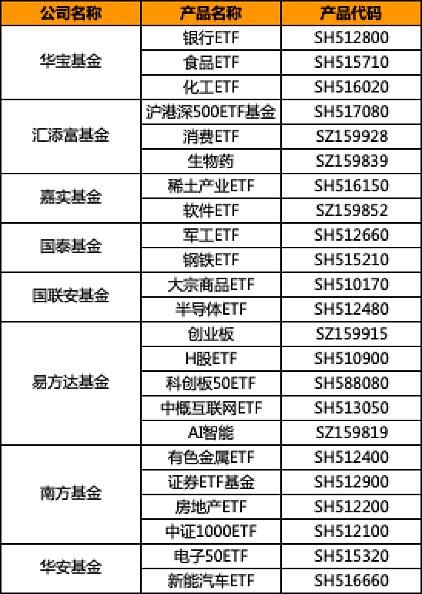 公司名称 产品名称 产品代码
华宝基金 银行ETF SH512800
食品ETF SH515710
化工ETF SH516020
汇添富基金 沪港深500ETF基金 SH517080
消费ETF SZ159928
生物药 SZ159839
嘉实基金 稀土产业ETF SH516150
软件ETF SZ159852
国泰基金 军工ETF SH512660
钢铁ETF SH515210
国联安基金 大宗商品ETF SH510170
半导体ETF SH512480
易方达基金 创业板 SZ159915
H股ETF SH510900
科创板50ETF SH588080
中概互联网ETF SH513050
AI智能 SZ159819
南方基金 有色金属ETF SH512400
证券ETF基金 SH512900
房地产ETF SH512200
中证1000ETF SH512100
华安基金 电子50ETF SH515320
新能汽车ETF SH516660